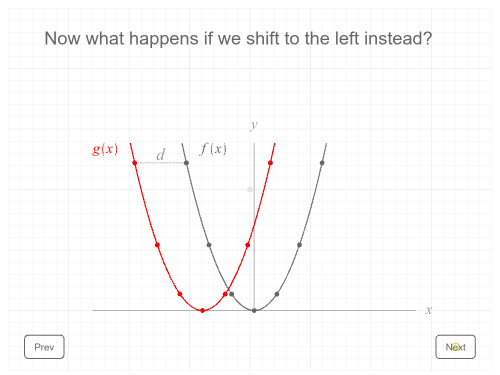 Now what happens if we shift to the left instead?
y
g(x)
d
f(x)
x
Prev
Next